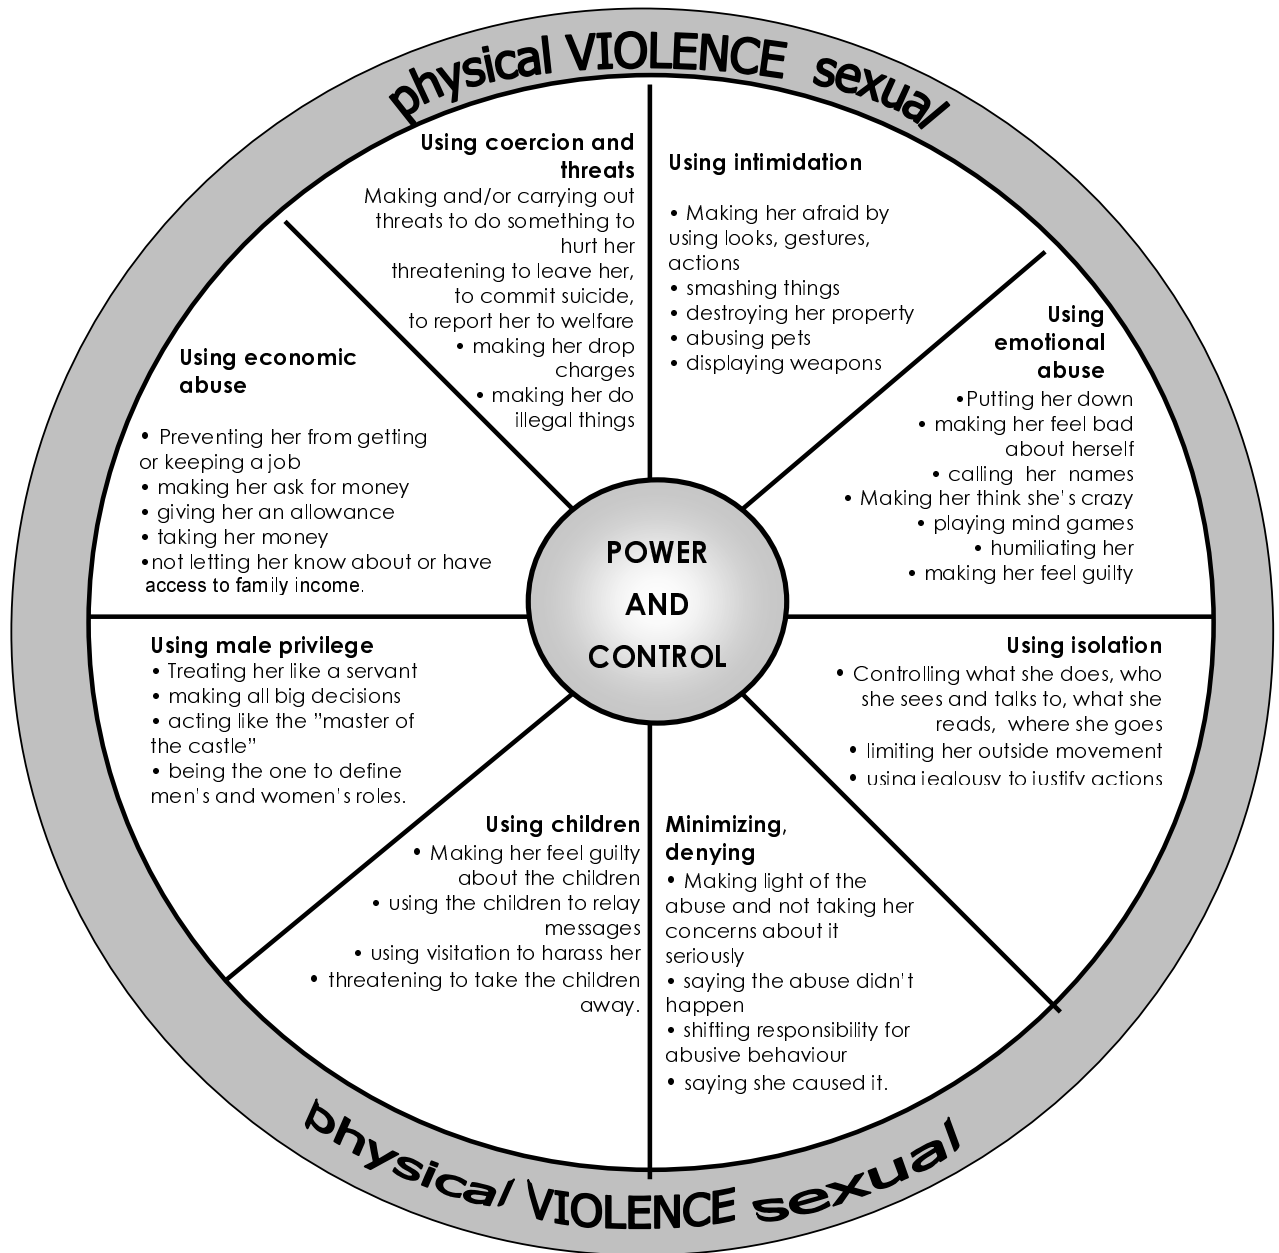 physical VIOLENCE sexual
Using coercion and
threats
Making and/or carrying out
threats to do something to
hurt her
threatening to leave her,
to commit suicide,
to report her to welfare
• making her drop
charges
• making her do
illegal things
Using intimidation
• Making her afraid by
using looks, gestures,
actions
• smashing things
• destroying her property
• abusing pets
• displaying weapons
Using
emotional
abuse
•Putting her down
• making her feel bad
about herself
• calling her names
• Making her think she's crazy
• playing mind games
• humiliating her
• making her feel guilty
Using economic
abuse
• Preventing her from getting
or keeping a job
• making her ask for money
• giving her an allowance
• taking her money
•not letting her know about or have
access to family income.
POWER
AND
CONTROL
Using male privilege
• Treating her like a servant
• making all big decisions
• acting like the ”master of
the castle”
• being the one to define
men's and women's roles.
Using isolation
• Controlling what she does, who
she sees and talks to, what she
reads, where she goes
• limiting her outside movement
• using jealousy to justify actions
Using children
• Making her feel guilty
about the children
• using the children to relay
messages
• using visitation to harass her
• threatening to take the children
away.
Minimizing,
denying
• Making light of the
abuse and not taking her
concerns about it
seriously
• saying the abuse didn't
happen
• shifting responsibility for
abusive behaviour
• saying she caused it.
physical VIOLENCE sexual